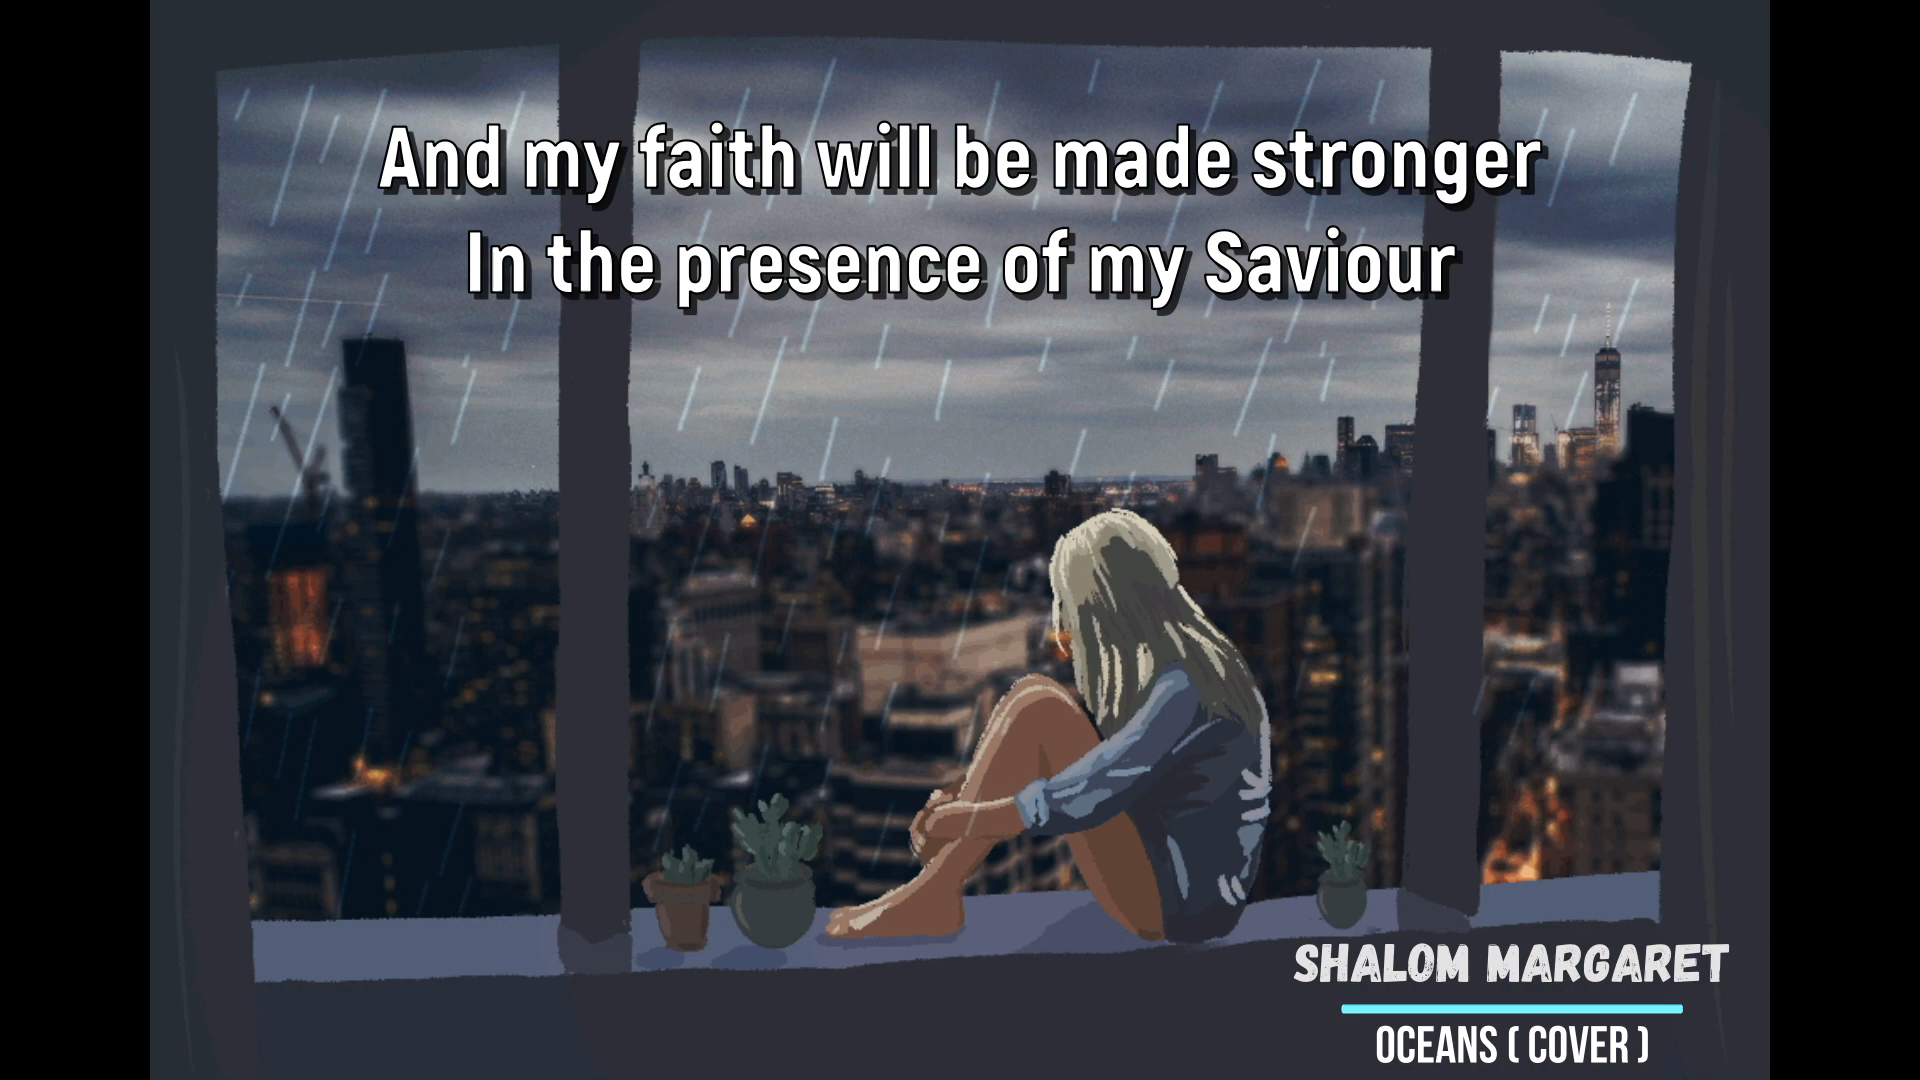 And my faith will be made stronger
In the presence of my Saviour
SHALOM MARGARET
OCEANS ( COVER )